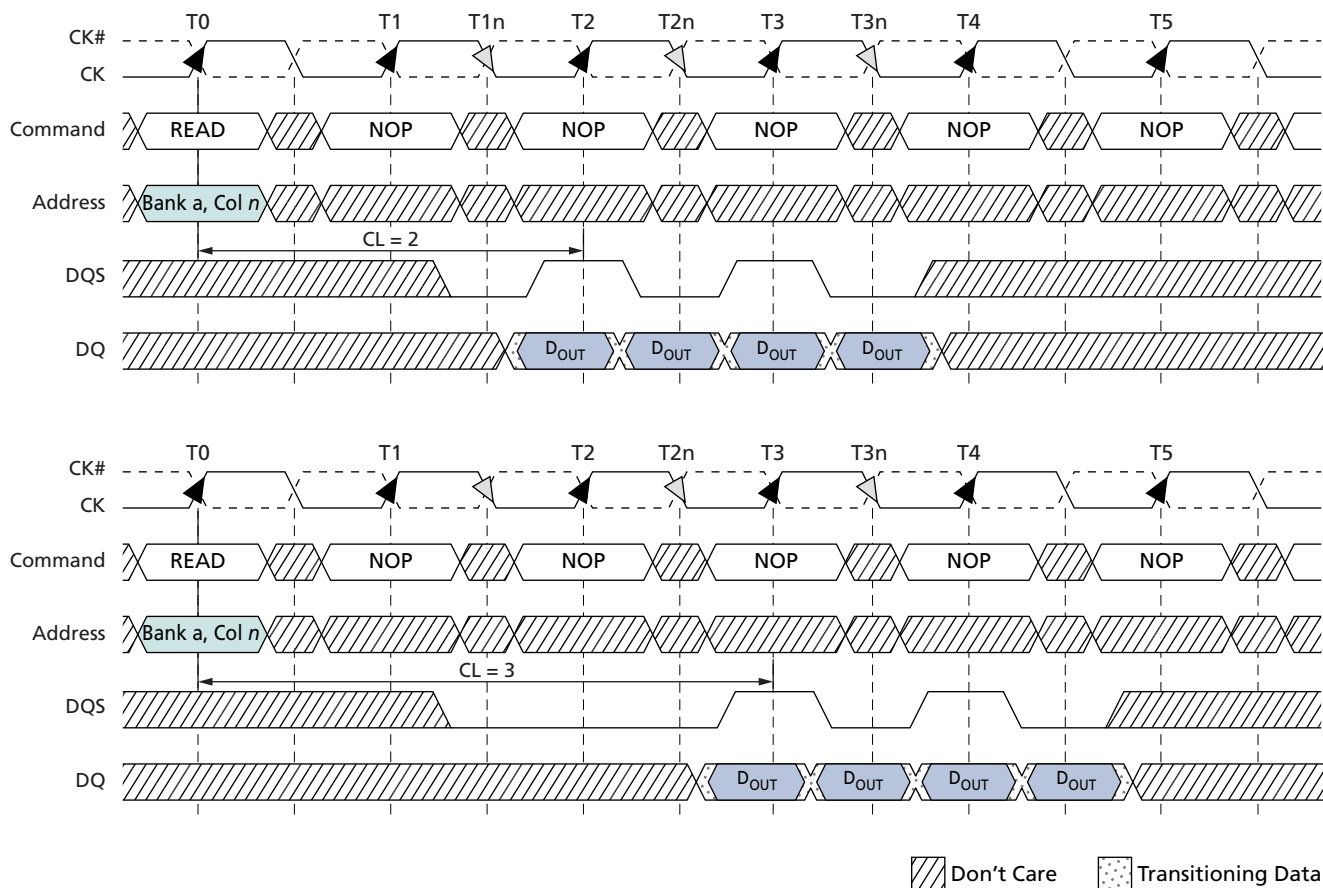 T0 T1 T1n T2 T2n T3 T3n T4 T5
CK#
CK
Command READ NOP NOP NOP NOP NOP
Address Bank a, Col n
CL = 2
DQS
DQ DOUT DOUT DOUT DOUT
T0 T1 T2 T2n T3 T3n T4 T5
CK#
CK
Command READ NOP NOP NOP NOP NOP
Address Bank a, Col n
CL = 3
DQS
DQ DOUT DOUT DOUT DOUT
Don't Care Transitioning Data